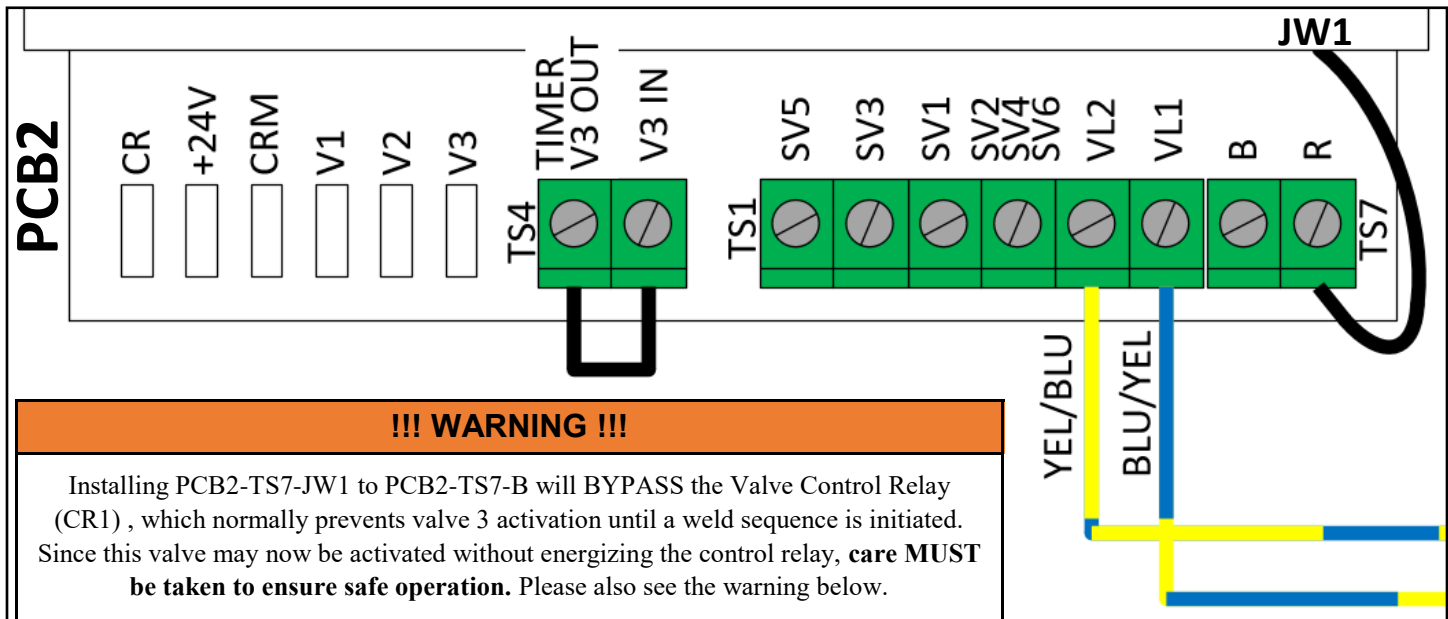 JW1
PCB2
CR
+24V
CRM
V1
V2
V3
TIMER
V3 OUT
V3 IN
TS4
SV5
SV3
SV1
SV2
SV4
SV6
VL2
VL1
B
R
TS1
TS7
YEL/BLU
BLU/YEL
!!! WARNING !!!
Installing PCB2-TS7-JW1 to PCB2-TS7-B will BYPASS the Valve Control Relay
(CR1) , which normally prevents valve 3 activation until a weld sequence is initiated.
Since this valve may now be activated without energizing the control relay, care MUST
be taken to ensure safe operation. Please also see the warning below.